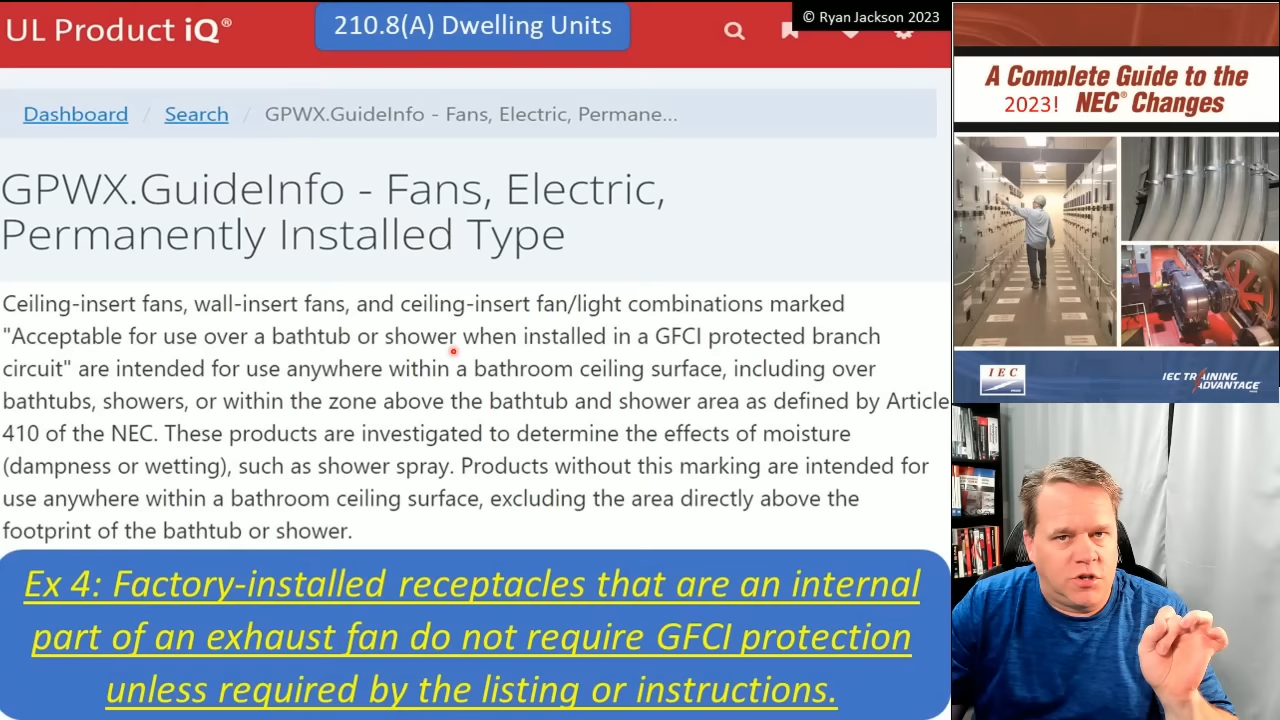 UL Product iQ®
210.8(A) Dwelling Units
© Ryan Jackson 2023
Dashboard / Search / GPWX.GuideInfo - Fans, Electric, Permane...
GPWX.GuideInfo - Fans, Electric,
Permanently Installed Type
Ceiling-insert fans, wall-insert fans, and ceiling-insert fan/light combinations marked
"Acceptable for use over a bathtub or shower when installed in a GFCI protected branch
circuit" are intended for use anywhere within a bathroom ceiling surface, including over
bathtubs, showers, or within the zone above the bathtub and shower area as defined by Article
410 of the NEC. These products are investigated to determine the effects of moisture
(dampness or wetting), such as shower spray. Products without this marking are intended for
use anywhere within a bathroom ceiling surface, excluding the area directly above the
footprint of the bathtub or shower.
Ex 4: Factory-installed receptacles that are an internal
part of an exhaust fan do not require GFCI protection
unless required by the listing or instructions.
A Complete Guide to the
2023! NEC® Changes
IEC
IEC TRAINING
ADVANTAGE